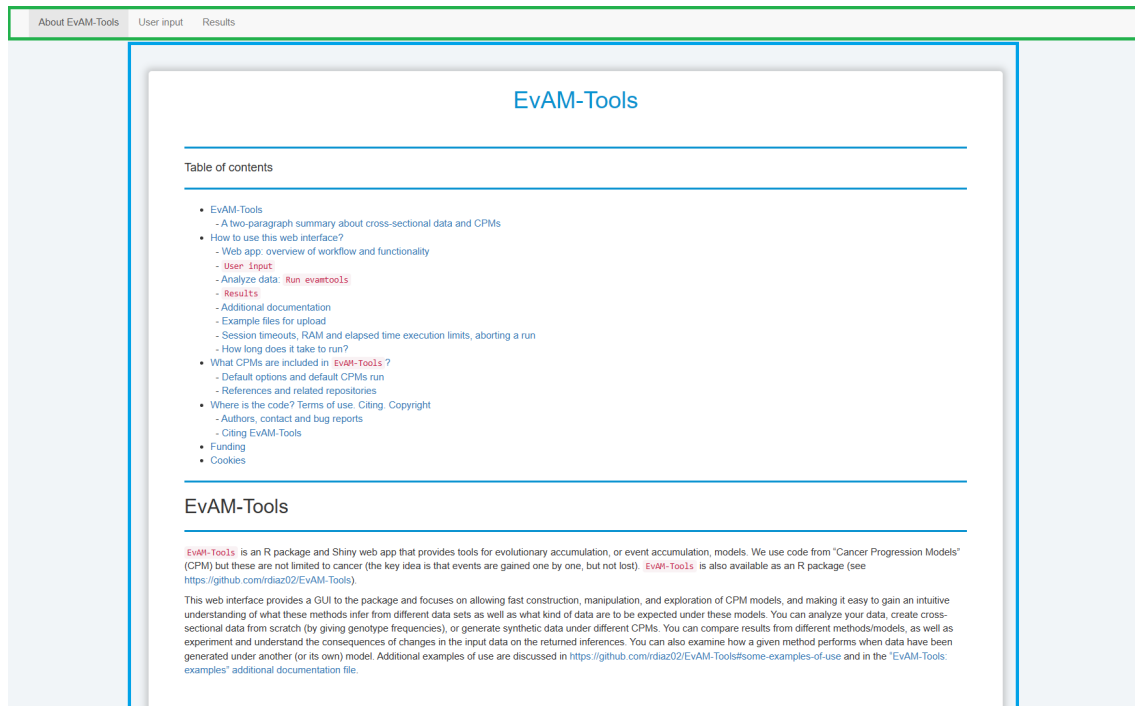 About EvAM-Tools User input Results
EvAM-Tools
Table of contents
• EvAM-Tools
- A two-paragraph summary about cross-sectional data and CPMs
• How to use this web interface?
- Web app: overview of workflow and functionality
- User input
- Analyze data: Run evamtools
- Results
- Additional documentation
- Example files for upload
- Session timeouts, RAM and elapsed time execution limits, aborting a run
- How long does it take to run?
• What CPMs are included in EvAM-Tools ?
- Default options and default CPMs run
- References and related repositories
• Where is the code? Terms of use. Citing. Copyright
- Authors, contact and bug reports
- Citing EvAM-Tools
• Funding
• Cookies
EvAM-Tools
EvAM-Tools is an R package and Shiny web app that provides tools for evolutionary accumulation, or event accumulation, models. We use code from "Cancer Progression Models"
(CPM) but these are not limited to cancer (the key idea is that events are gained one by one, but not lost). EvAM-Tools is also available as an R package (see
https://github.com/rdiaz02/EvAM-Tools).
This web interface provides a GUI to the package and focuses on allowing fast construction, manipulation, and exploration of CPM models, and making it easy to gain an intuitive
understanding of what these methods infer from different data sets as well as what kind of data are to be expected under these models. You can analyze your data, create cross-
sectional data from scratch (by giving genotype frequencies), or generate synthetic data under different CPMs. You can compare results from different methods/models, as well as
experiment and understand the consequences of changes in the input data on the returned inferences. You can also examine how a given method performs when data have been
generated under another (or its own) model. Additional examples of use are discussed in https://github.com/rdiaz02/EvAM-Tools#some-examples-of-use and in the "EvAM-Tools:
examples" additional documentation file.